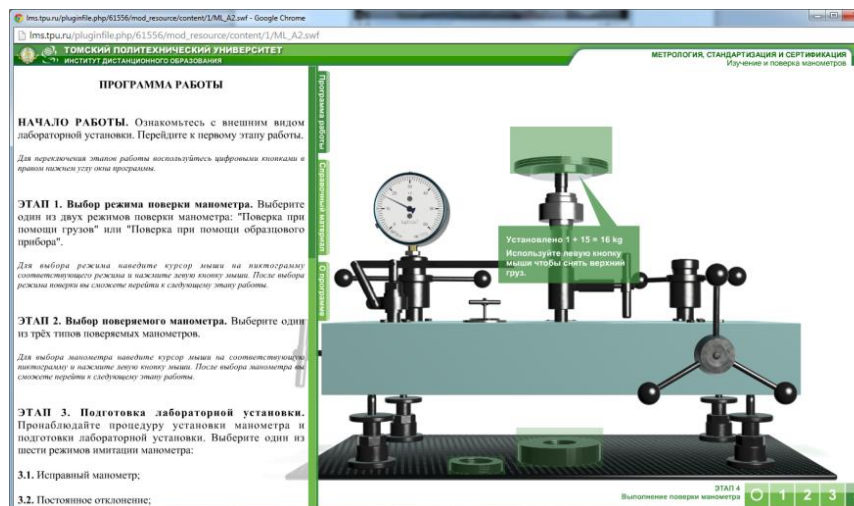 lms.tpu.ru/pluginfile.php/61556/mod_resource/content/1/ML_A2.swf - Google Chrome
lms.tpu.ru/pluginfile.php/61556/mod_resource/content/1/ML_A2.swf
ТОМСКИЙ ПОЛИТЕХНИЧЕСКИЙ УНИВЕРСИТЕТ
ИНСТИТУТ ДИСТАНЦИОННОГО ОБРАЗОВАНИЯ
МЕТРОЛОГИЯ, СТАНДАРТИЗАЦИЯ И СЕРТИФИКАЦИЯ
Изучение и поверка манометров
ПРОГРАММА РАБОТЫ
НАЧАЛО РАБОТЫ. Ознакомьтесь с внешним видом
лабораторной установки. Перейдите к первому этапу работы.
Для переключения этапов работы воспользуйтесь цифровыми кнопками в
правом нижнем углу окна программы.
ЭТАП 1. Выбор режима поверки манометра. Выберите
один из двух режимов поверки манометра: "Поверка при
помощи грузов" или "Поверка при помощи образцового
прибора".
Для выбора режима наведите курсор мыши на пиктограмму
соответствующего режима и нажмите левую кнопку мыши. После выбора
режима поверки вы сможете перейти к следующему этапу работы.
ЭТАП 2. Выбор поверяемого манометра. Выберите один
из трёх типов поверяемых манометров.
Для выбора манометра наведите курсор мыши на соответствующую
пиктограмму и нажмите левую кнопку мыши. После выбора манометра вы
сможете перейти к следующему этапу работы.
ЭТАП 3. Подготовка лабораторной установки.
Пронаблюдайте процедуру установки манометра и
подготовки лабораторной установки. Выберите один из
шести режимов имитации манометра:
3.1. Исправный манометр;
3.2. Постоянное отклонение;
Программа работы
Справочный материал
О программе
Установлено 1 + 15 = 16 kg
Используйте левую кнопку
мыши чтобы снять верхний
груз.
ЭТАП 4
Выполнение поверки манометра
1 2 3